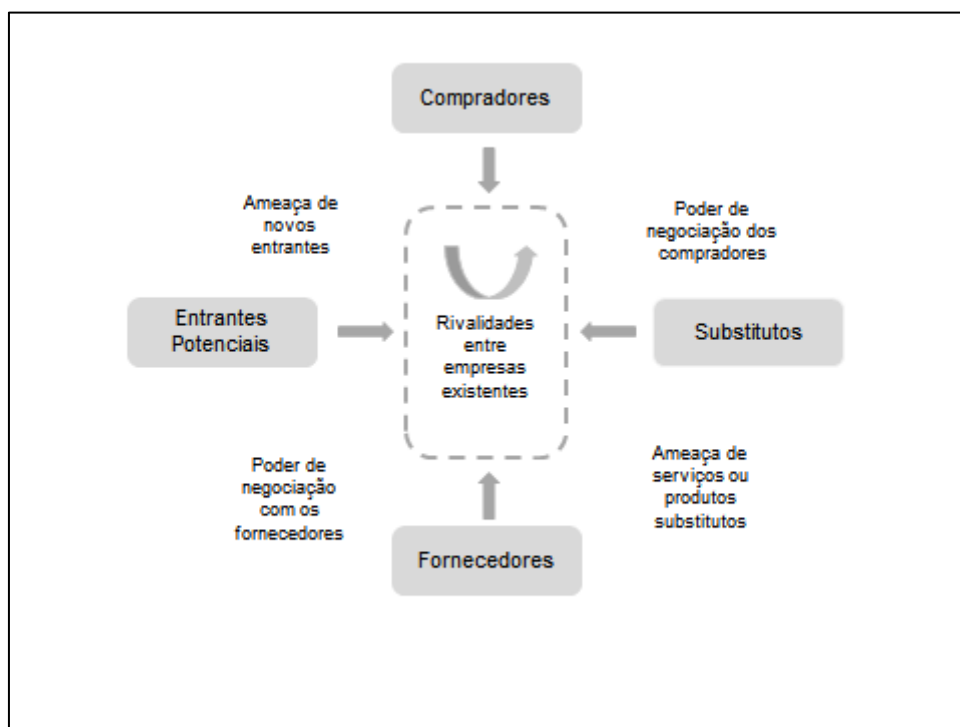 Compradores
Ameaça de
novos
entrantes
Poder de
negociação dos
compradores
Entrantes
Potenciais
Rivalidades
entre
empresas
existentes
Substitutos
Poder de
negociação
com os
fornecedores
Ameaça de
serviços ou
produtos
substitutos
Fornecedores